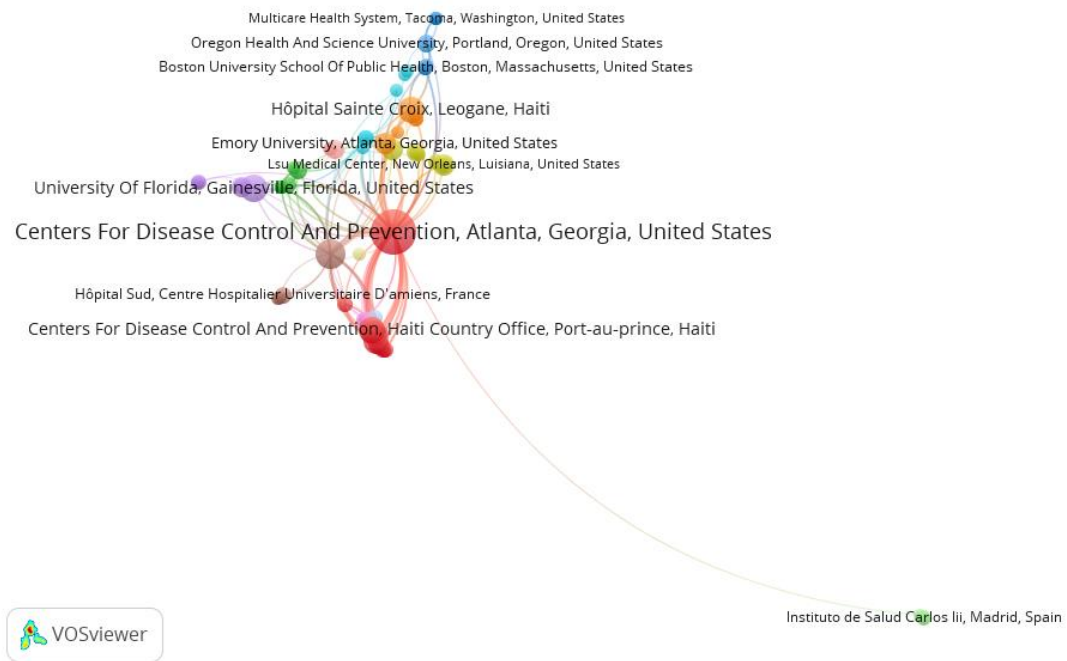 Multicare Health System, Tacoma, Washington, United States
Oregon Health And Science University, Portland, Oregon, United States
Boston University School Of Public Health, Boston, Massachusetts, United States
Hôpital Sainte Croix, Leogane, Haiti
Emory University, Atlanta, Georgia, United States
Lsu Medical Center, New Orleans, Luisiana, United States
University Of Florida, Gainesville, Florida, United States
Centers For Disease Control And Prevention, Atlanta, Georgia, United States
Hôpital Sud, Centre Hospitalier Universitaire D'amiens, France
Centers For Disease Control And Prevention, Haiti Country Office, Port-au-prince, Haiti
Instituto de Salud Carlos Iii, Madrid, Spain
VOSviewer